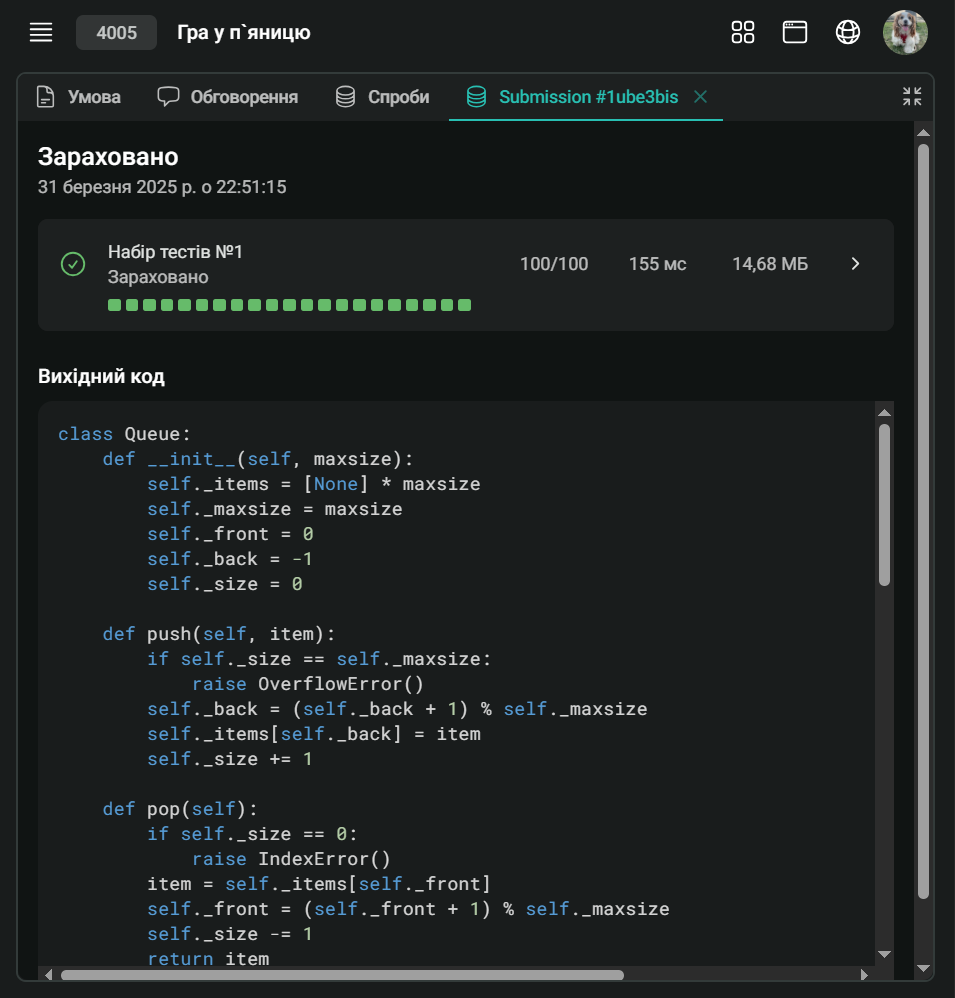 4005 Гра у п`яницю
Умова Обговорення Спроби Submission #1ube3bis
Зараховано
31 березня 2025 р. о 22:51:15
Набір тестів №1
Зараховано
100/100 155 мс 14,68 МБ
Вихідний код
class Queue:
    def __init__(self, maxsize):
        self._items = [None] * maxsize
        self._maxsize = maxsize
        self._front = 0
        self._back = -1
        self._size = 0
    def push(self, item):
        if self._size == self._maxsize:
            raise OverflowError()
        self._back = (self._back + 1) % self._maxsize
        self._items[self._back] = item
        self._size += 1
    def pop(self):
        if self._size == 0:
            raise IndexError()
        item = self._items[self._front]
        self._front = (self._front + 1) % self._maxsize
        self._size -= 1
        return item